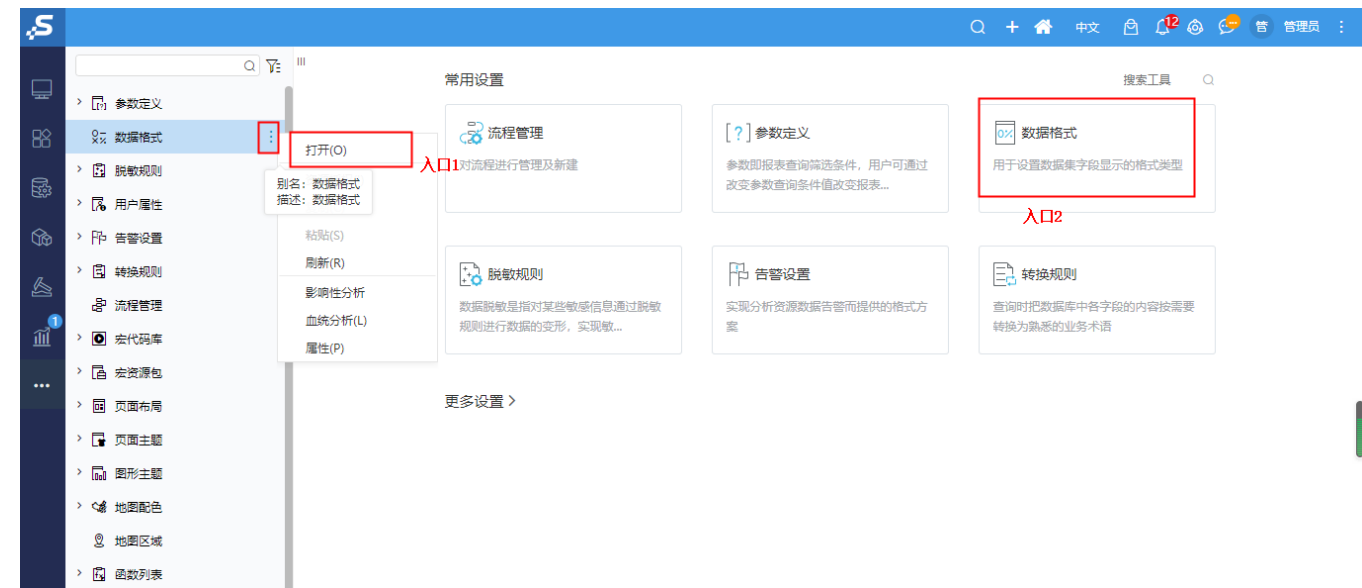 S
12
中文
管
管理员
参数定义
数据格式
脱敏规则
用户属性
告警设置
转换规则
流程管理
1
宏代码库
宏资源包
页面布局
页面主题
图形主题
地图配色
地图区域
函数列表
打开(O)
入口1
别名: 数据格式
描述: 数据格式
粘贴(S)
刷新(R)
影响性分析
血统分析(L)
属性(P)
常用设置
搜索工具
流程管理
对流程进行管理及新建
[?]参数定义
参数即报表查询筛选条件，用户可通过
改变参数查询条件值改变报表...
0% 数据格式
用于设置数据集字段显示的格式类型
入口2
脱敏规则
数据脱敏是指对某些敏感信息通过脱敏
规则进行数据的变形，实现敏...
告警设置
实现分析资源数据告警而提供的格式方
案
转换规则
查询时把数据库中各字段的内容按需要
转换为熟悉的业务术语
更多设置